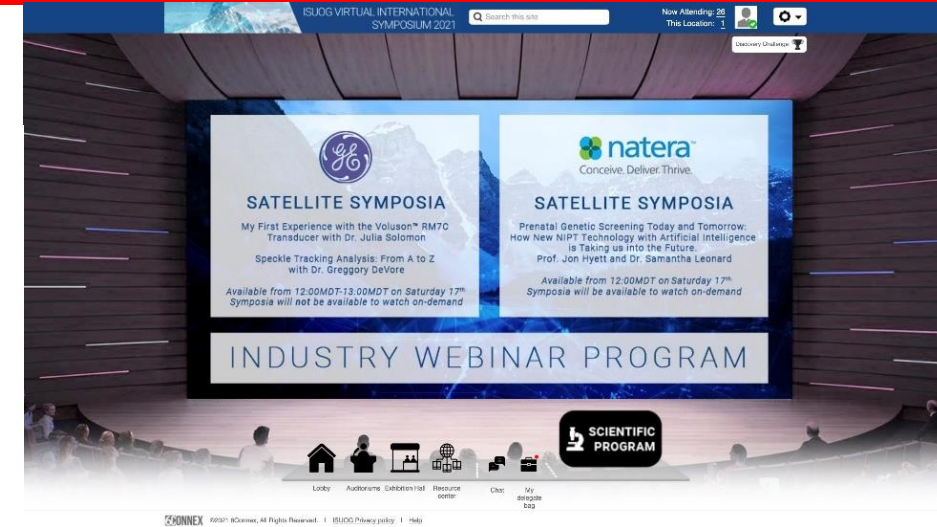 ISUOG VIRTUAL INTERNATIONAL
SYMPOSIUM 2021
Search this site
Now Attending: 26
This Location: 1
Discovery Challenge
GE
natera™
Conceive. Deliver. Thrive.
SATELLITE SYMPOSIA
My First Experience with the Voluson™ RM7C
Transducer with Dr. Julia Solomon
Speckle Tracking Analysis: From A to Z
with Dr. Greggory DeVore
Available from 12:00MDT-13:00MDT on Saturday 17th
Symposia will not be available to watch on-demand
SATELLITE SYMPOSIA
Prenatal Genetic Screening Today and Tomorrow:
How New NIPT Technology with Artificial Intelligence
is Taking us into the Future.
Prof. Jon Hyett and Dr. Samantha Leonard
Available from 12:00MDT on Saturday 17th
Symposia will be available to watch on-demand
INDUSTRY WEBINAR PROGRAM
SCIENTIFIC
PROGRAM
Lobby
Auditoriums
Exhibition Hall
Resource
center
Chat
My
delegate
bag
6CONNEX
©2021 6Connex, All Rights Reserved. | ISUOG Privacy policy | Help